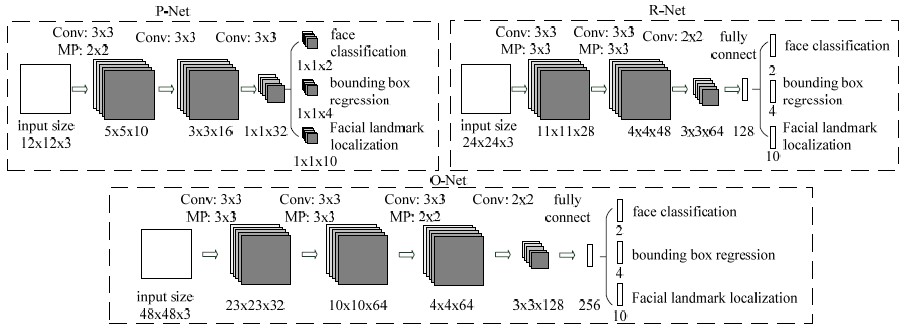 P-Net
Conv: 3x3
MP: 2x2
Conv: 3x3
Conv: 3x3
face
classification
1x1x2
bounding box
regression
1x1x4
Facial landmark
localization
1x1x10
input size
12x12x3
5x5x10
3x3x16
1x1x32
R-Net
Conv: 3x3
MP: 3x3
Conv: 3x3
MP: 3x3
Conv: 2x2
fully
connect
face classification
2
bounding box
regression
4
Facial landmark
localization
10
input size
24x24x3
11x11x28
4x4x48
3x3x64
128
O-Net
Conv: 3x3
MP: 3x3
Conv: 3x3
MP: 3x3
Conv: 3x3
MP: 2x2
Conv: 2x2
fully
connect
face classification
2
bounding box regression
4
Facial landmark localization
10
input size
48x48x3
23x23x32
10x10x64
4x4x64
3x3x128
256